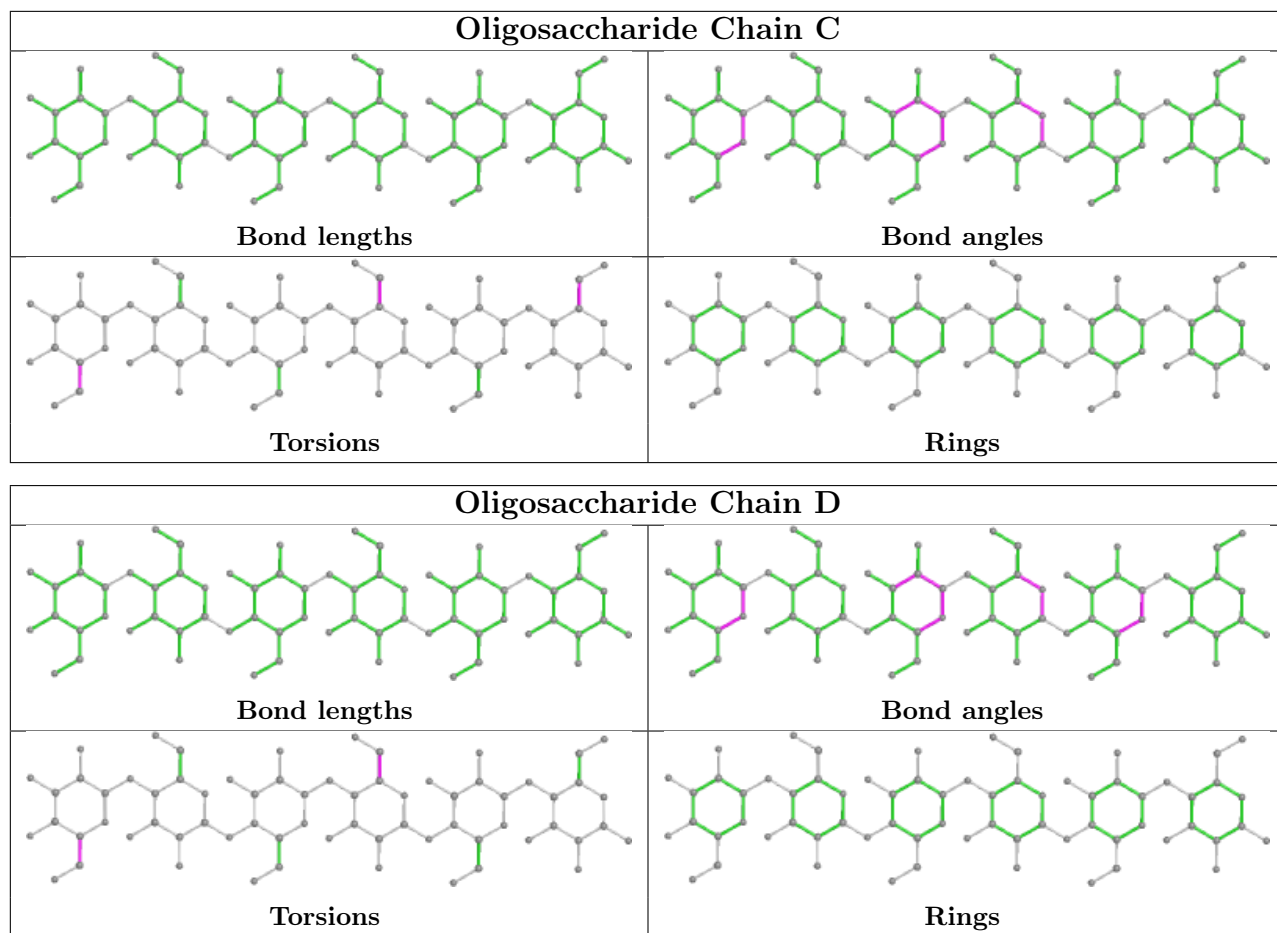 Oligosaccharide Chain C
Bond lengths
Bond angles
Torsions
Rings
Oligosaccharide Chain D
Bond lengths
Bond angles
Torsions
Rings